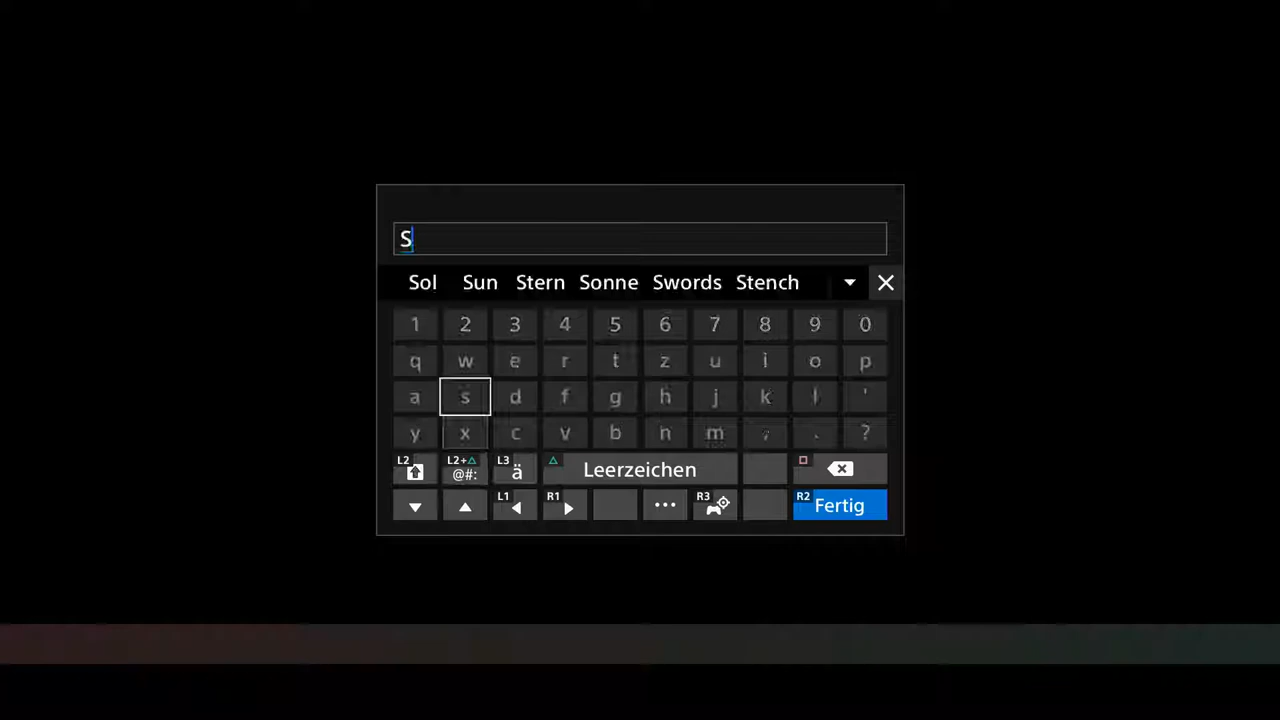 S
Sol Sun Stern Sonne Swords Stench
1 2 3 4 5 6 7 8 9 0
q w e r t z u i o p
a s d f g h j k l '
y x c v b n m , . ?
L2 L2+△ @#: L3 ä △ Leerzeichen □
L1 R1 ... R3 R2 Fertig